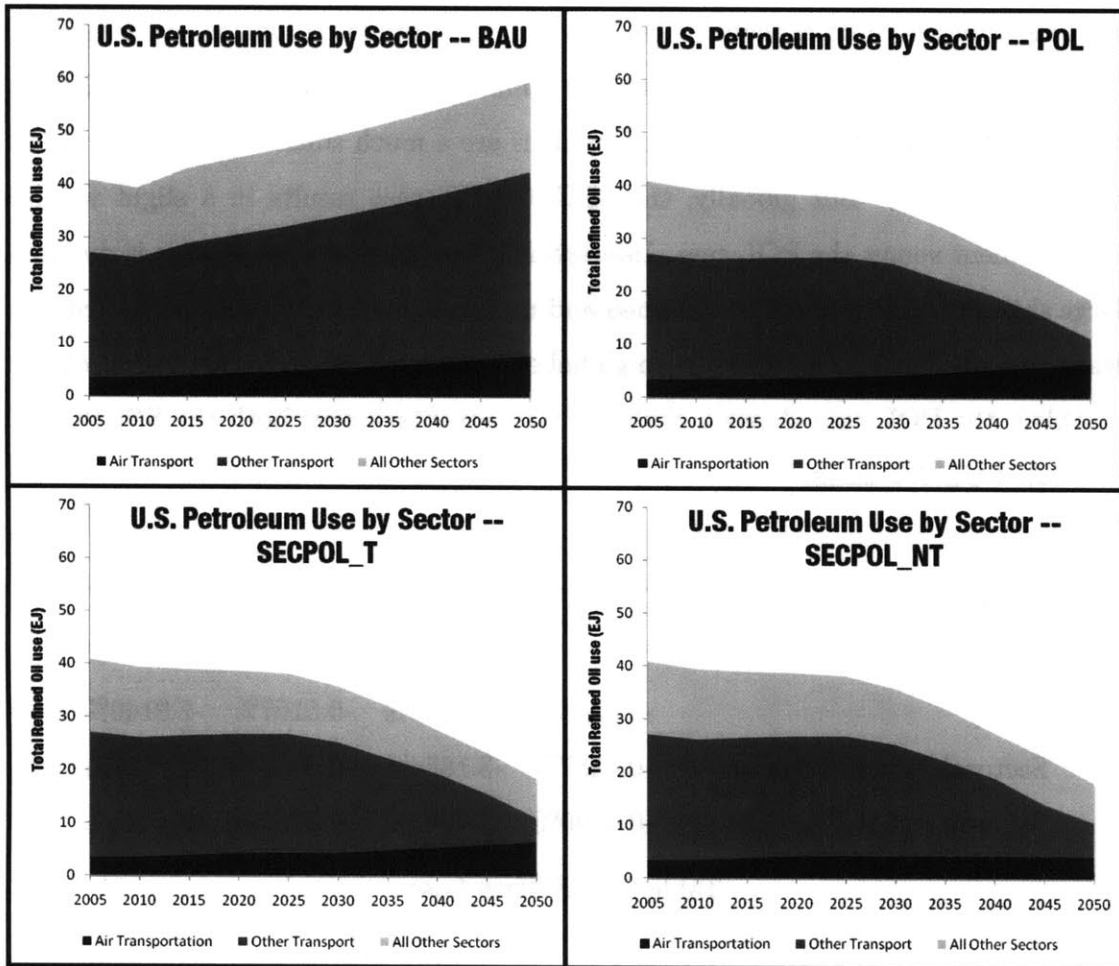 U.S. Petroleum Use by Sector -- BAU
Total Refined Oil use (EJ)
70
60
50
40
30
20
10
0
2005 2010 2015 2020 2025 2030 2035 2040 2045 2050
■ Air Transport ■ Other Transport ■ All Other Sectors
U.S. Petroleum Use by Sector -- POL
Total Refined Oil use (EJ)
70
60
50
40
30
20
10
0
2005 2010 2015 2020 2025 2030 2035 2040 2045 2050
■ Air Transportation ■ Other Transport ■ All Other Sectors
U.S. Petroleum Use by Sector --
SECPOL_T
Total Refined Oil use (EJ)
70
60
50
40
30
20
10
0
2005 2010 2015 2020 2025 2030 2035 2040 2045 2050
■ Air Transportation ■ Other Transport ■ All Other Sectors
U.S. Petroleum Use by Sector --
SECPOL_NT
Total Refined Oil use (EJ)
70
60
50
40
30
20
10
0
2005 2010 2015 2020 2025 2030 2035 2040 2045 2050
■ Air Transportation ■ Other Transport ■ All Other Sectors